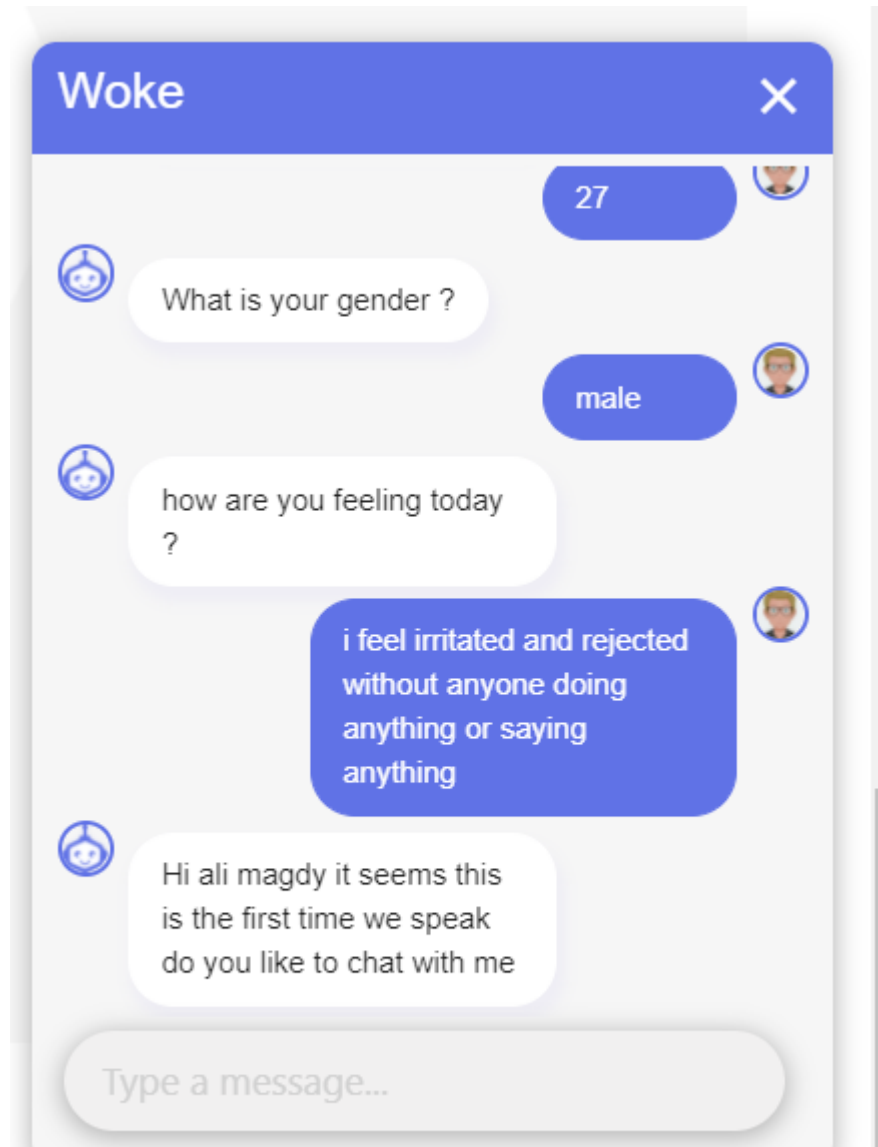 Woke
27
What is your gender ?
male
how are you feeling today
?
i feel irritated and rejected
without anyone doing
anything or saying
anything
Hi ali magdy it seems this
is the first time we speak
do you like to chat with me
Type a message...